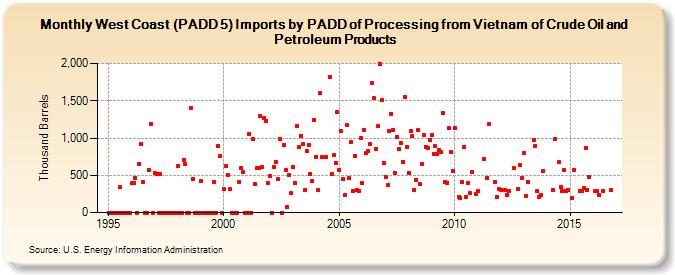 Monthly West Coast (PADD 5) Imports by PADD of Processing from Vietnam of Crude Oil and
Petroleum Products
Thousand Barrels
2,000
1,500
1,000
500
0
1995
2000
2005
2010
2015
Source: U.S. Energy Information Administration